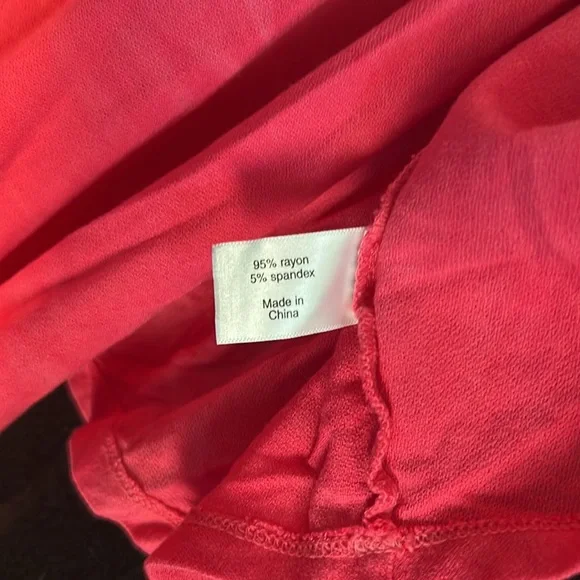 95% rayon
5% spandex
Made in
China